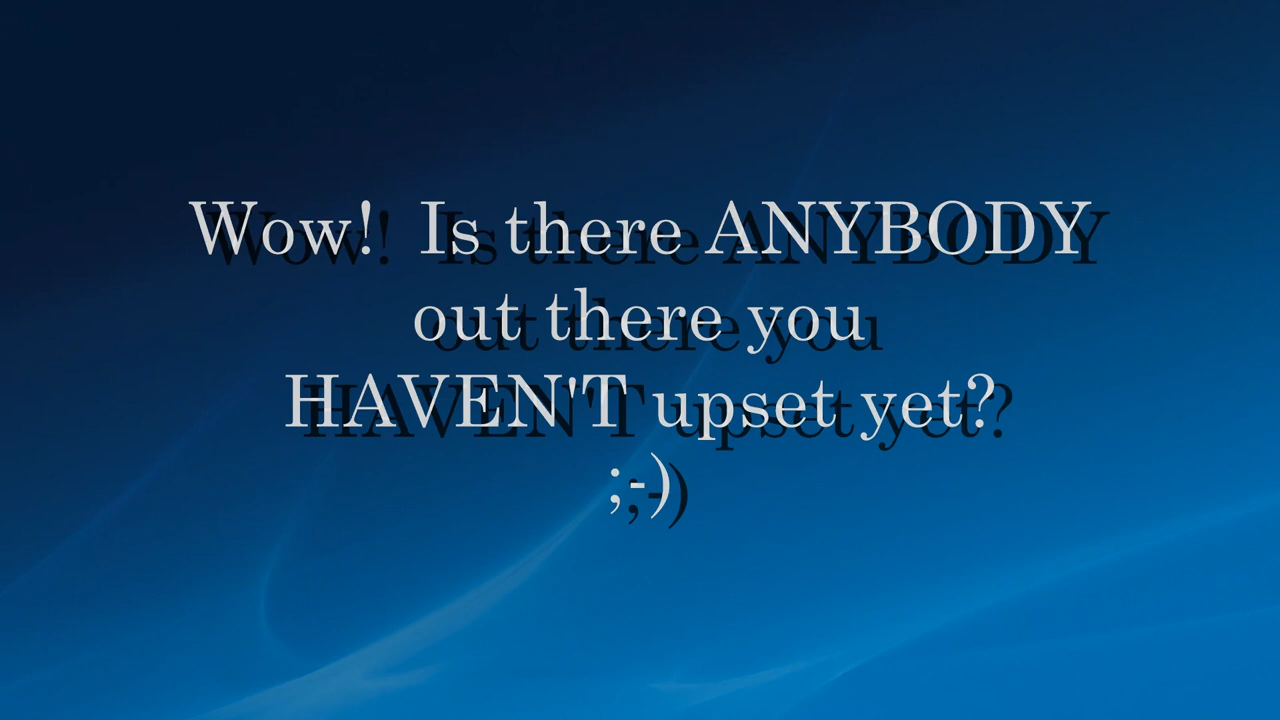 Wow!  Is there ANYBODY
out there you
HAVEN'T upset yet?
;-)